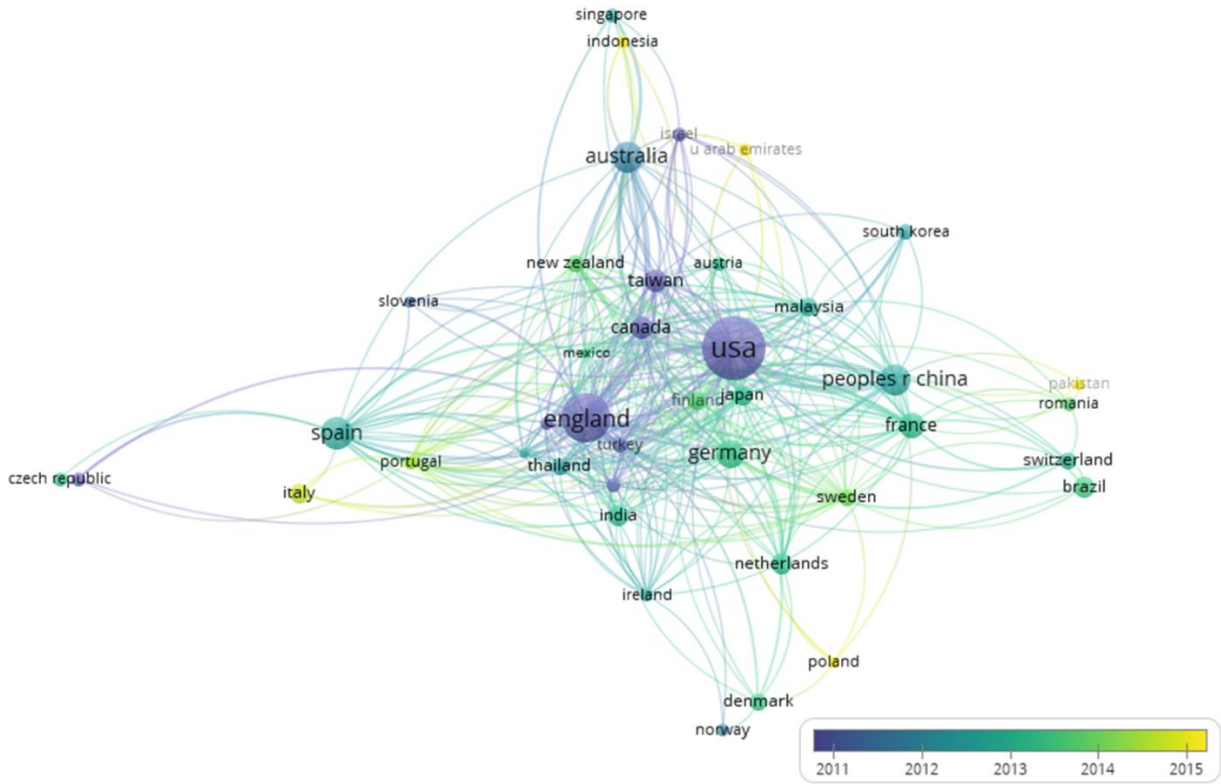 singapore
indonesia
israel
u arab emirates
australia
south korea
new zealand
austria
taiwan
slovenia
malaysia
canada
usa
mexico
peoples r china
pakistan
finland
japan
romania
england
france
spain
turkey
germany
portugal
thailand
switzerland
czech republic
brazil
italy
sweden
india
netherlands
ireland
poland
denmark
norway
2011 2012 2013 2014 2015